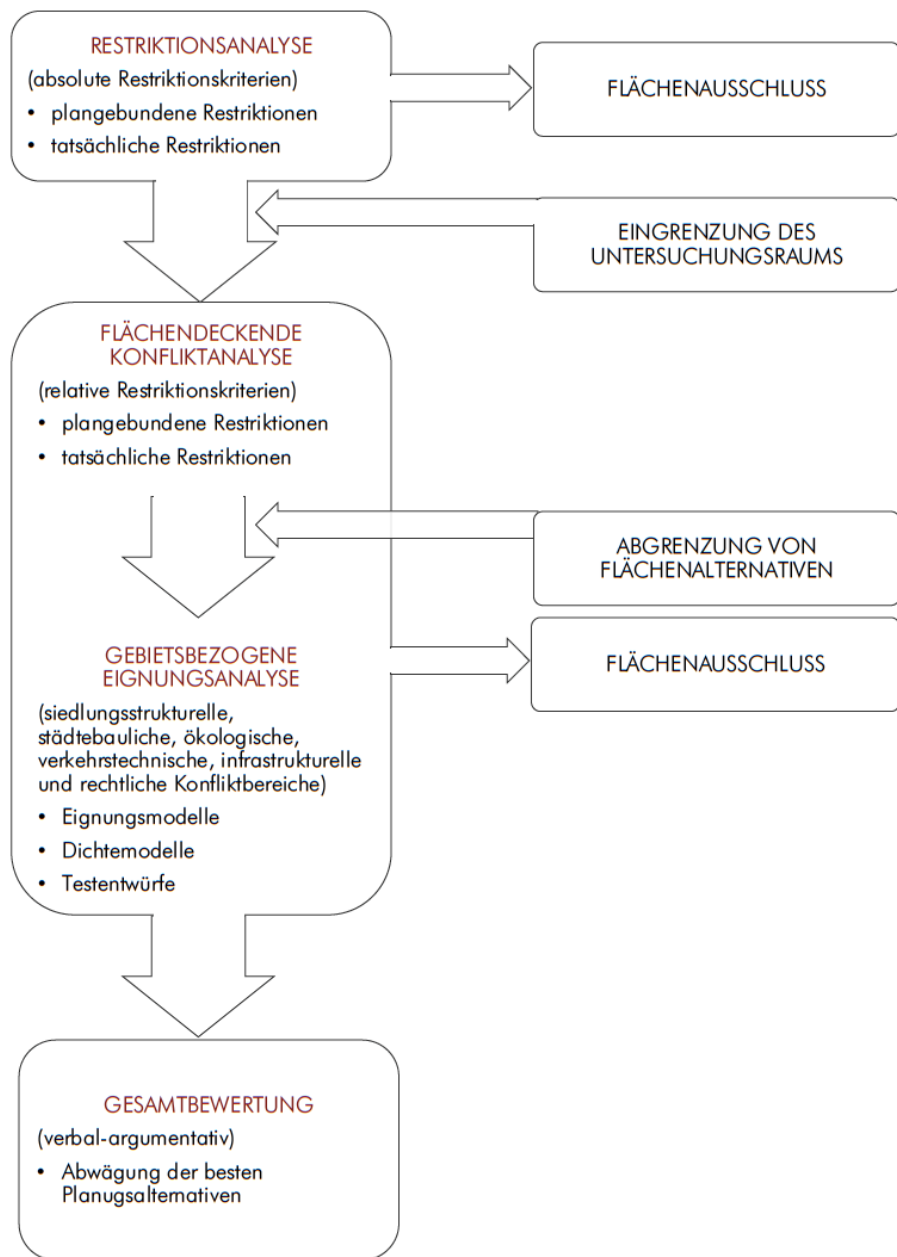 RESTRIKTIONSANALYSE
(absolute Restriktionskriterien)
• plangebundene Restriktionen
• tatsächliche Restriktionen
FLÄCHENAUSSCHLUSS
EINGRENZUNG DES
UNTERSUCHUNGSRAUMS
FLÄCHENDECKENDE
KONFLIKTANALYSE
(relative Restriktionskriterien)
• plangebundene Restriktionen
• tatsächliche Restriktionen
ABGRENZUNG VON
FLÄCHENALTERNATIVEN
GEBIETSBEZOGENE
EIGNUNGSANALYSE
(siedlungsstrukturelle,
städtebauliche, ökologische,
verkehrstechnische, infrastrukturelle
und rechtliche Konfliktbereiche)
• Eignungsmodelle
• Dichtemodelle
• Testentwürfe
FLÄCHENAUSSCHLUSS
GESAMTBEWERTUNG
(verbal-argumentativ)
• Abwägung der besten
Planugsalternativen